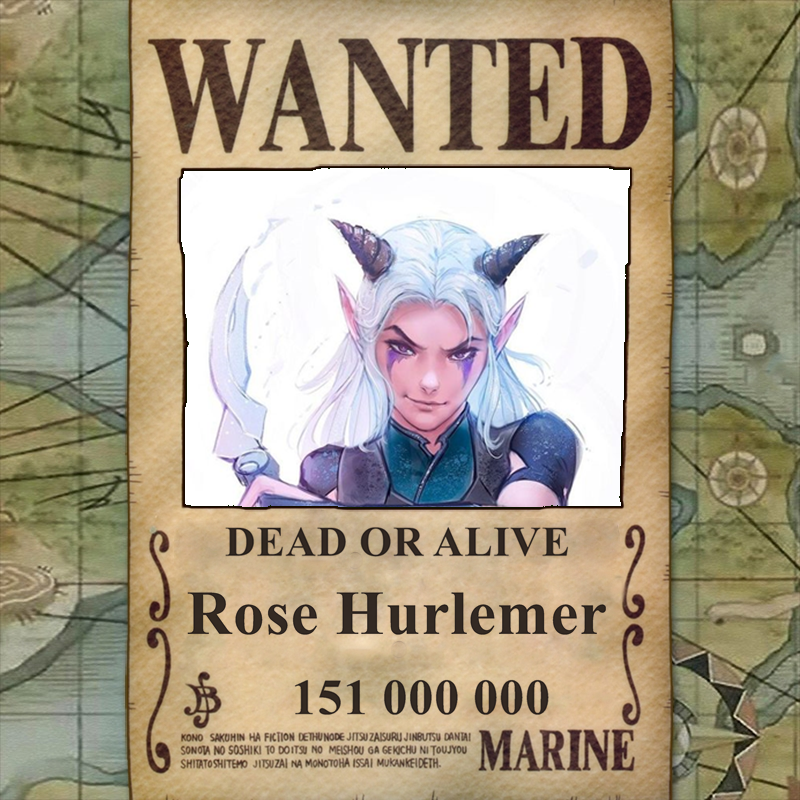 WANTED
DEAD OR ALIVE
Rose Hurlemer
151 000 000
KONO SAKUHIN HA FICTION DETHUNODE JITSUZAISURU JINBUTSU DANTAI
SONOTA NO SOSHIKI TO DOITSU NO MEISHOU GA GEKICHU NI TOUJYOU
SHITATOSHITEMO JITSUZAI NA MONOTOHA ISSAI MUKANKEIDETH.
MARINE